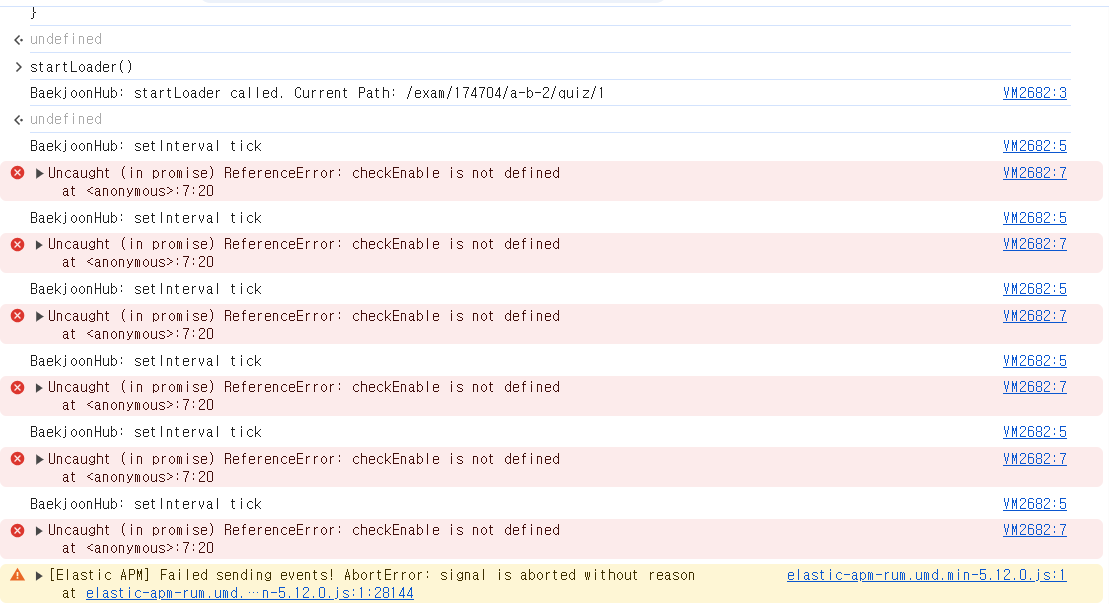 }
undefined
startLoader()
BaekjoonHub: startLoader called. Current Path: /exam/174704/a-b-2/quiz/1 VM2682:3
undefined
BaekjoonHub: setInterval tick VM2682:5
Uncaught (in promise) ReferenceError: checkEnable is not defined VM2682:7
at <anonymous>:7:20
BaekjoonHub: setInterval tick VM2682:5
Uncaught (in promise) ReferenceError: checkEnable is not defined VM2682:7
at <anonymous>:7:20
BaekjoonHub: setInterval tick VM2682:5
Uncaught (in promise) ReferenceError: checkEnable is not defined VM2682:7
at <anonymous>:7:20
BaekjoonHub: setInterval tick VM2682:5
Uncaught (in promise) ReferenceError: checkEnable is not defined VM2682:7
at <anonymous>:7:20
BaekjoonHub: setInterval tick VM2682:5
Uncaught (in promise) ReferenceError: checkEnable is not defined VM2682:7
at <anonymous>:7:20
BaekjoonHub: setInterval tick VM2682:5
Uncaught (in promise) ReferenceError: checkEnable is not defined VM2682:7
at <anonymous>:7:20
[Elastic APM] Failed sending events! AbortError: signal is aborted without reason elastic-apm-rum.umd.min-5.12.0.js:1
at elastic-apm-rum.umd.…n-5.12.0.js:1:28144